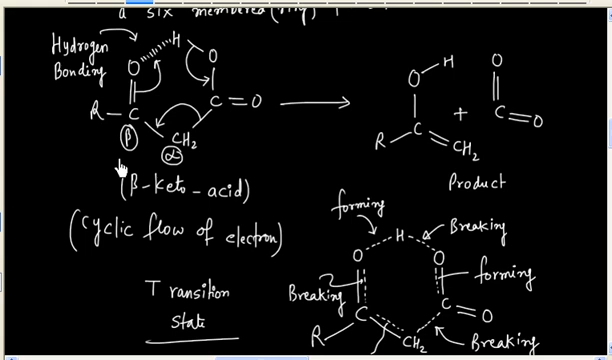 a six membered ring
Hydrogen
Bonding
H
O
O
R
C
C
O
β
CH2
α
(β-keto-acid)
(Cyclic flow of electron)
H
O
O
+
C
C
O
R
CH2
Product
Transition
State
forming
H
Breaking
O
O
Breaking
forming
C
C
O
R
CH2
Breaking